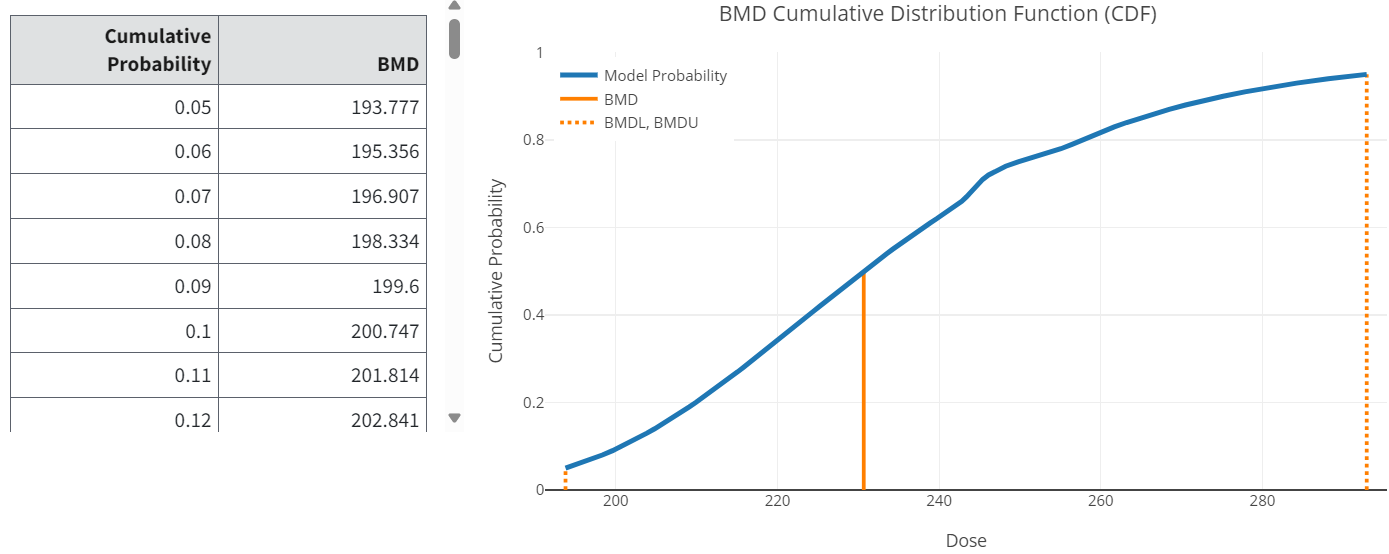 Cumulative
Probability BMD
0.05 193.777
0.06 195.356
0.07 196.907
0.08 198.334
0.09 199.6
0.1 200.747
0.11 201.814
0.12 202.841
BMD Cumulative Distribution Function (CDF)
Model Probability
BMD
BMDL, BMDU
1
0.8
0.6
0.4
0.2
0
Cumulative Probability
200 220 240 260 280
Dose